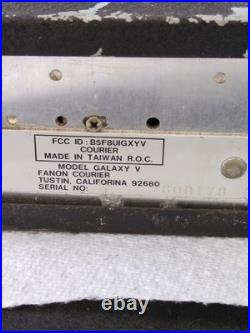 FCC ID : B5F8UIGXYV
COURIER
MADE IN TAIWAN R.O.C.
MODEL GALAXY V
FANON COURIER
TUSTIN, CALIFORINA 92680
SERIAL NO: